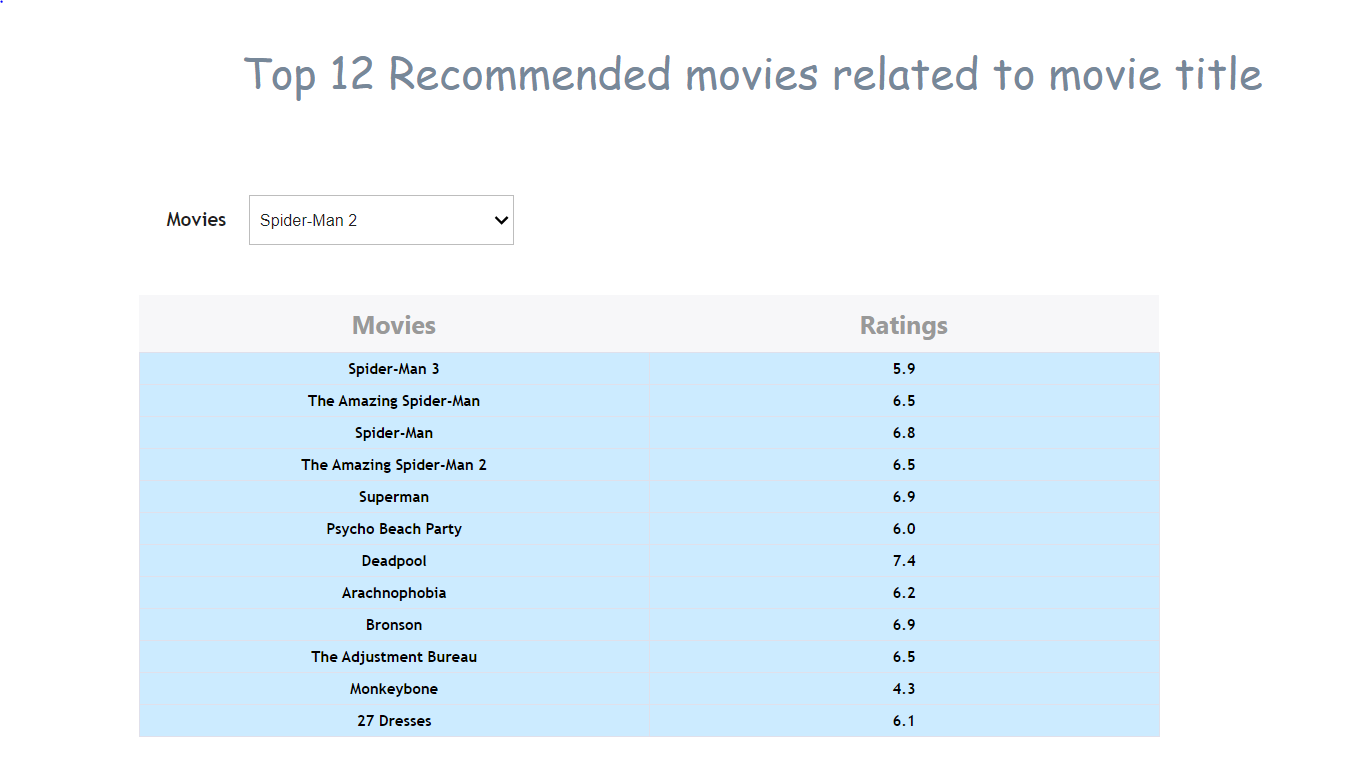 Top 12 Recommended movies related to movie title
Movies Spider-Man 2
Movies Ratings
Spider-Man 3 5.9
The Amazing Spider-Man 6.5
Spider-Man 6.8
The Amazing Spider-Man 2 6.5
Superman 6.9
Psycho Beach Party 6.0
Deadpool 7.4
Arachnophobia 6.2
Bronson 6.9
The Adjustment Bureau 6.5
Monkeybone 4.3
27 Dresses 6.1